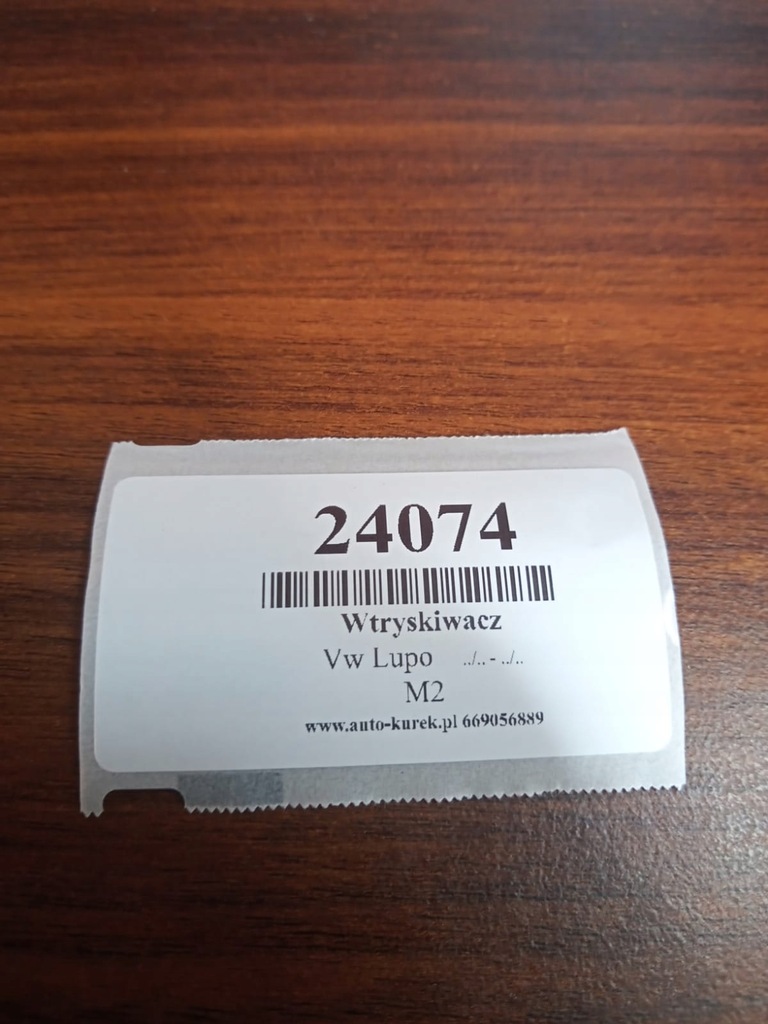 24074
Wtryskiwacz
Vw Lupo ../.. - ../..
M2
www.auto-kurek.pl 669056889